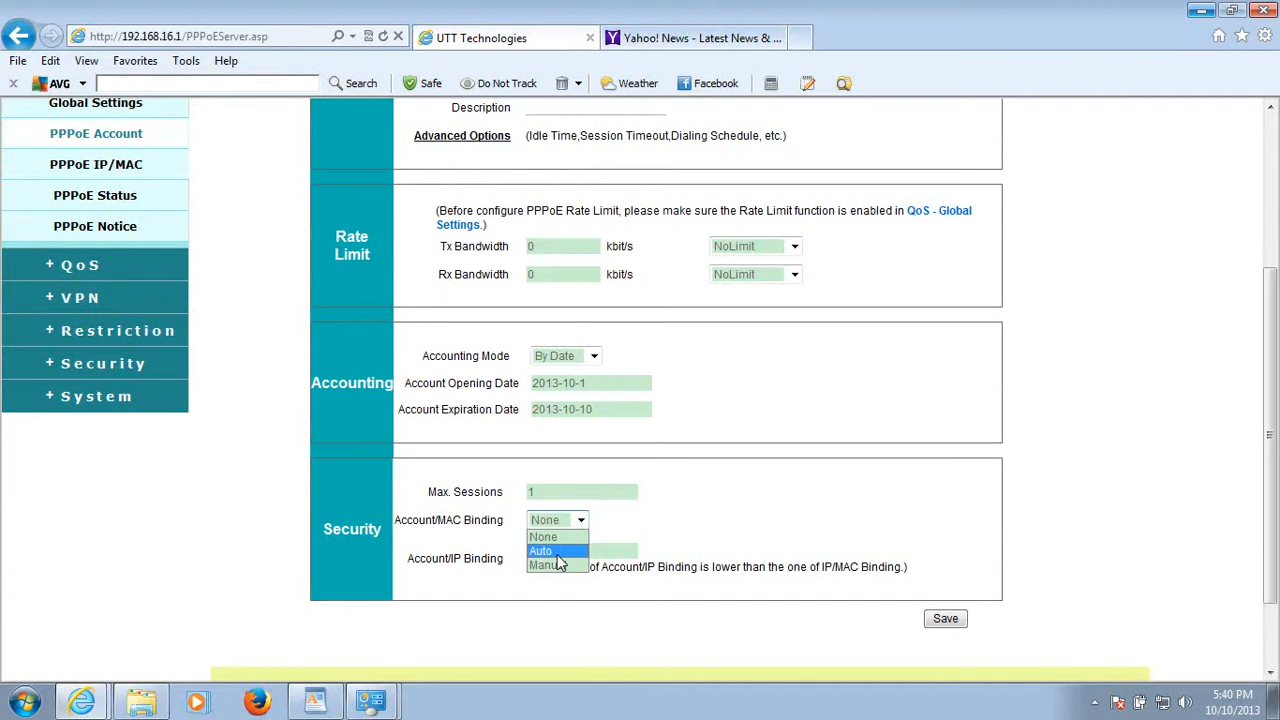 http://192.168.16.1/PPPoEServer.asp
UTT Technologies
Yahoo! News - Latest News & ...
File Edit View Favorites Tools Help
AVG Search Safe Do Not Track Weather Facebook
Global Settings
PPPoE Account
PPPoE IP/MAC
PPPoE Status
PPPoE Notice
+ QoS
+ VPN
+ Restriction
+ Security
+ System
Description
Advanced Options (Idle Time,Session Timeout,Dialing Schedule, etc.)
Rate
Limit
(Before configure PPPoE Rate Limit, please make sure the Rate Limit function is enabled in QoS - Global
Settings.)
Tx Bandwidth 0 kbit/s NoLimit
Rx Bandwidth 0 kbit/s NoLimit
Accounting
Accounting Mode By Date
Account Opening Date 2013-10-1
Account Expiration Date 2013-10-10
Security
Max. Sessions 1
Account/MAC Binding None
None
Auto
Account/IP Binding
of Account/IP Binding is lower than the one of IP/MAC Binding.)
Save
5:40 PM
10/10/2013